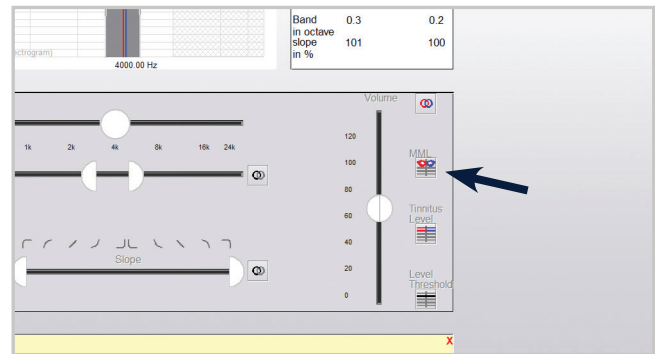 Band 0.3 0.2
in octave
slope 101 100
in %
ectrogram)
4000.00 Hz
Volume
120
1k 2k 4k 8k 16k 24k
MML
100
80
Tinnitus
Level
60
40
Slope
20
Level
Threshold
0
X